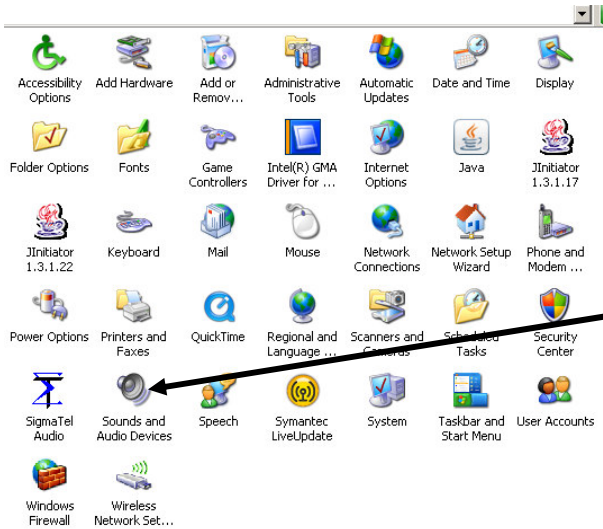 Accessibility Options
Add Hardware
Add or Remov...
Administrative Tools
Automatic Updates
Date and Time
Display
Folder Options
Fonts
Game Controllers
Intel(R) GMA Driver for ...
Internet Options
Java
JInitiator 1.3.1.17
JInitiator 1.3.1.22
Keyboard
Mail
Mouse
Network Connections
Network Setup Wizard
Phone and Modem ...
Power Options
Printers and Faxes
QuickTime
Regional and Language ...
Scanners and Cameras
Scheduled Tasks
Security Center
SigmaTel Audio
Sounds and Audio Devices
Speech
Symantec LiveUpdate
System
Taskbar and Start Menu
User Accounts
Windows Firewall
Wireless Network Set...